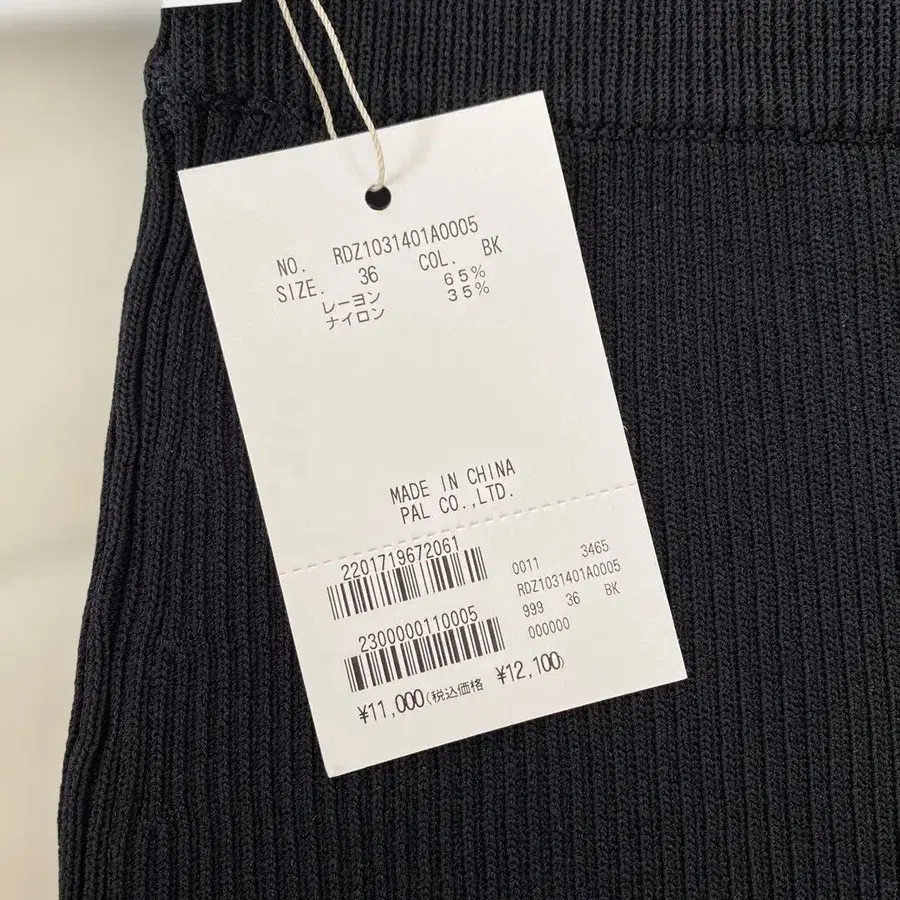 NO. RDZ1031401A0005
SIZE. 36 COL. BK
レーヨン 65%
ナイロン 35%
MADE IN CHINA
PAL CO.,LTD.
2201719672061
2300000110005
¥11,000(税込価格 ¥12,100)
0011 3465
RDZ1031401A0005
999 36 BK
000000